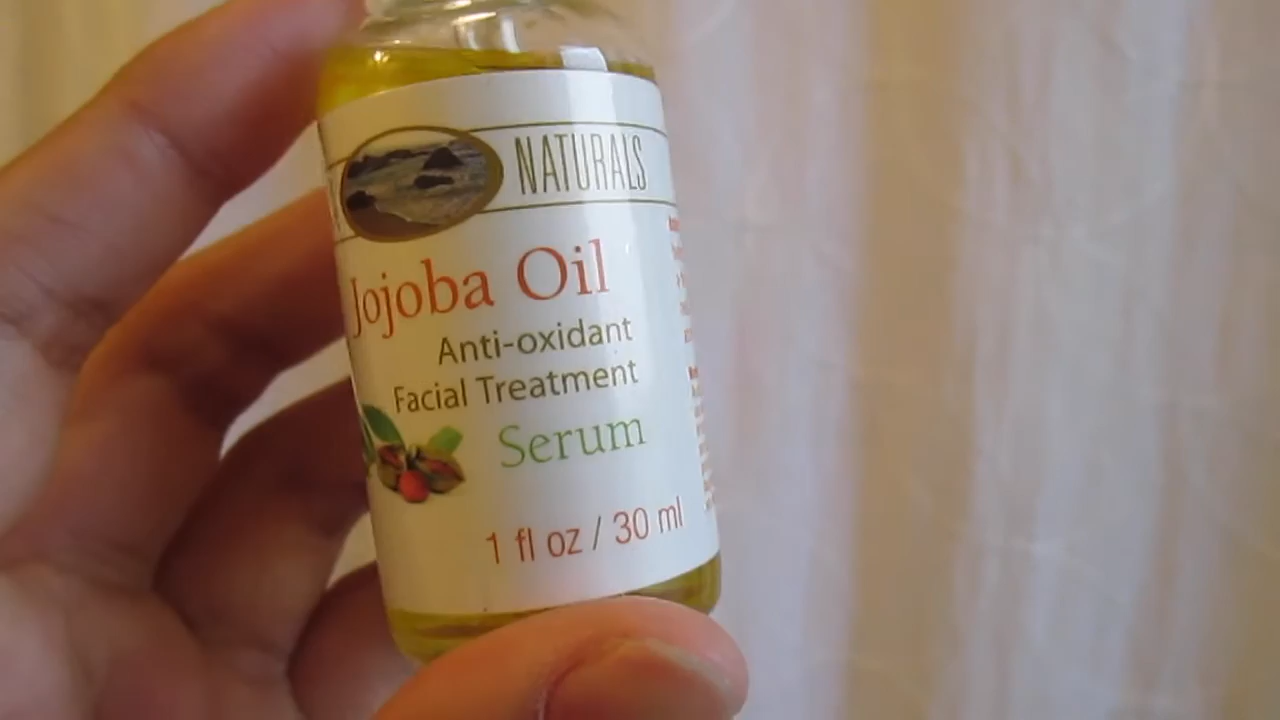 NATURALS
Jojoba Oil
Anti-oxidant
Facial Treatment
Serum
1 fl oz / 30 ml